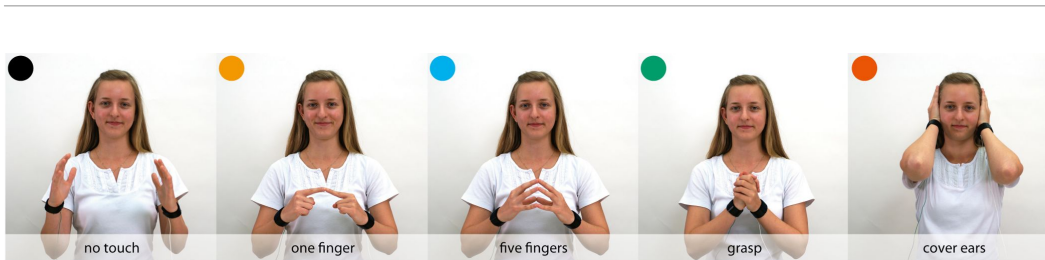 no touch
one finger
five fingers
grasp
cover ears